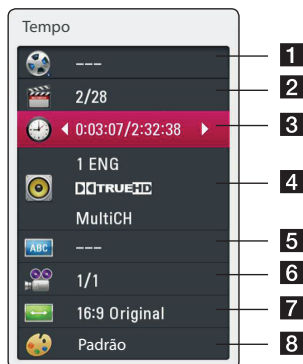 Tempo
--- 1
2/28 2
0:03:07/2:32:38 3
1 ENG
DTRUEHD 4
MultiCH
ABC --- 5
1/1 6
16:9 Original 7
Padrão 8